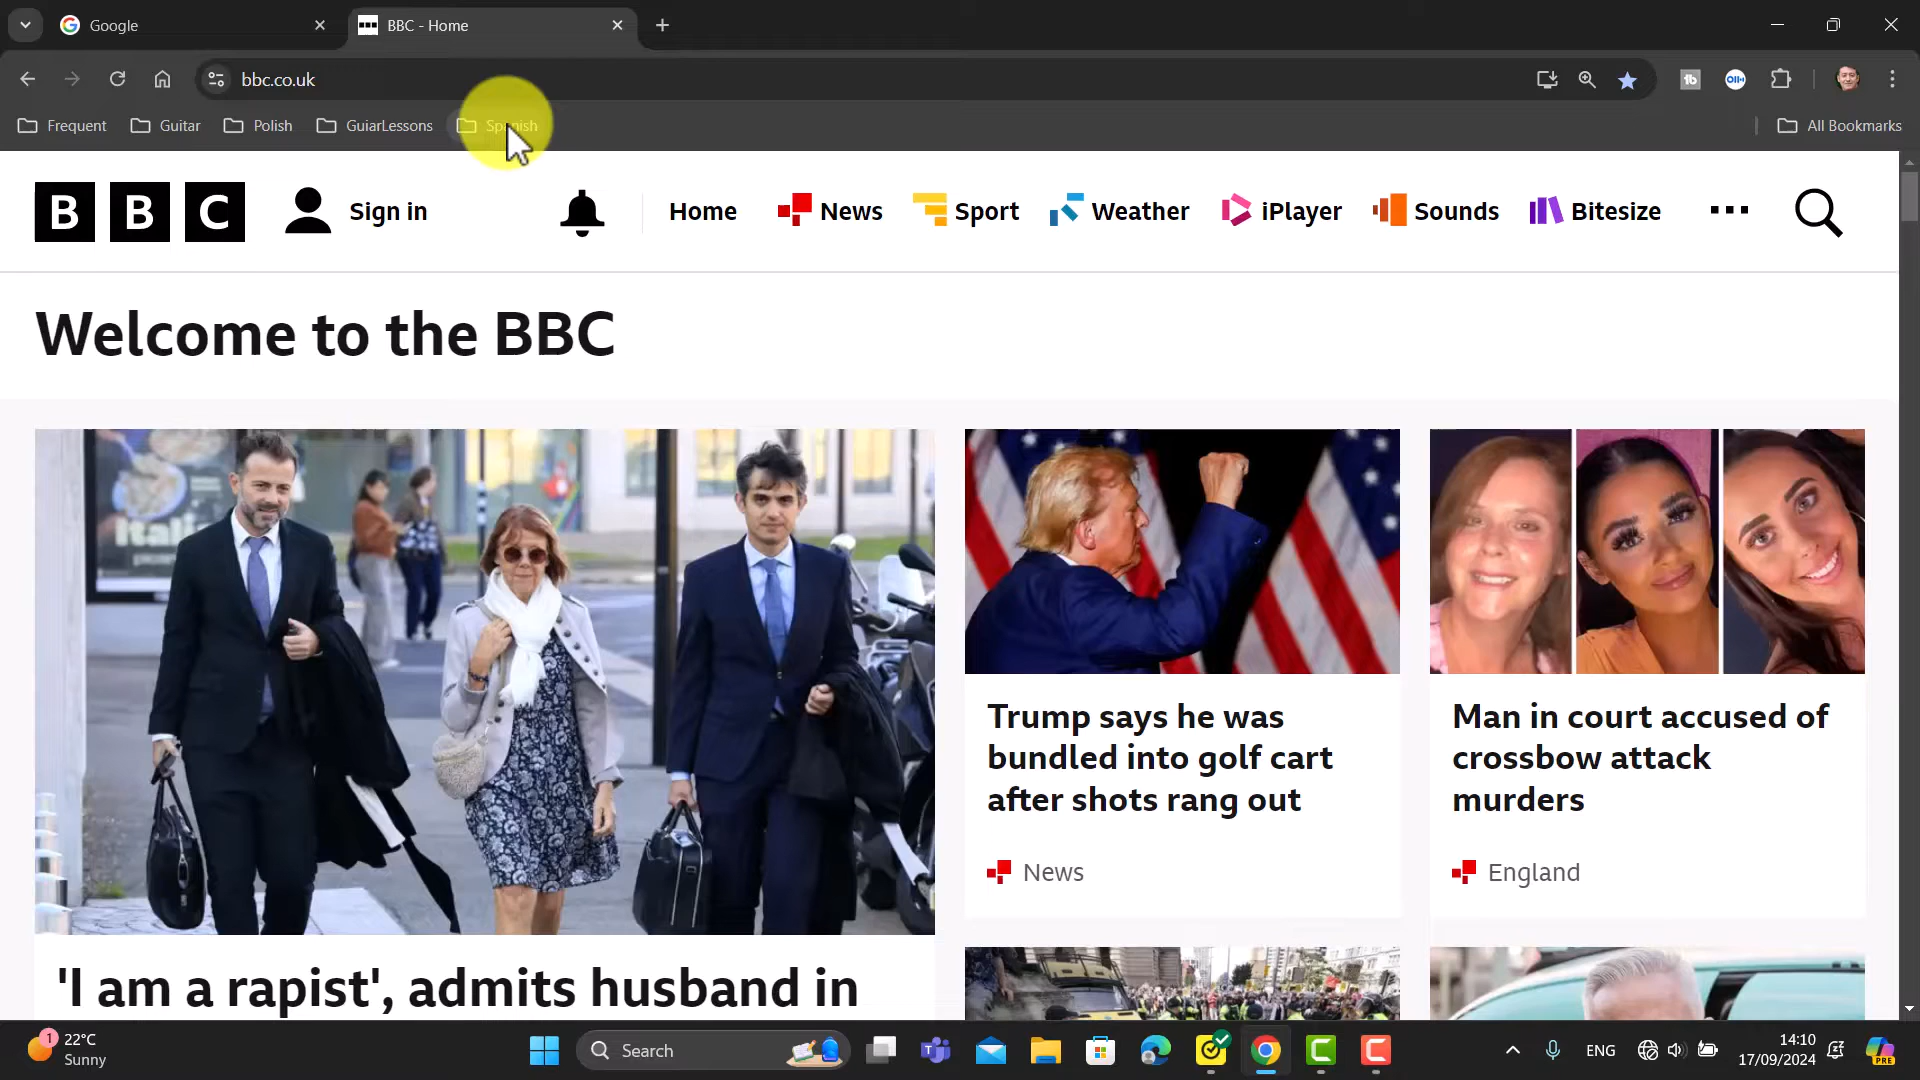 Google
BBC - Home
bbc.co.uk
Frequent
Guitar
Polish
GuiarLessons
Spanish
All Bookmarks
BBC
Sign in
Home
News
Sport
Weather
iPlayer
Sounds
Bitesize
Welcome to the BBC
Trump says he was
bundled into golf cart
after shots rang out
News
Man in court accused of
crossbow attack
murders
England
'I am a rapist', admits husband in
1
22°C
Sunny
Search
ENG
14:10
17/09/2024
PRE